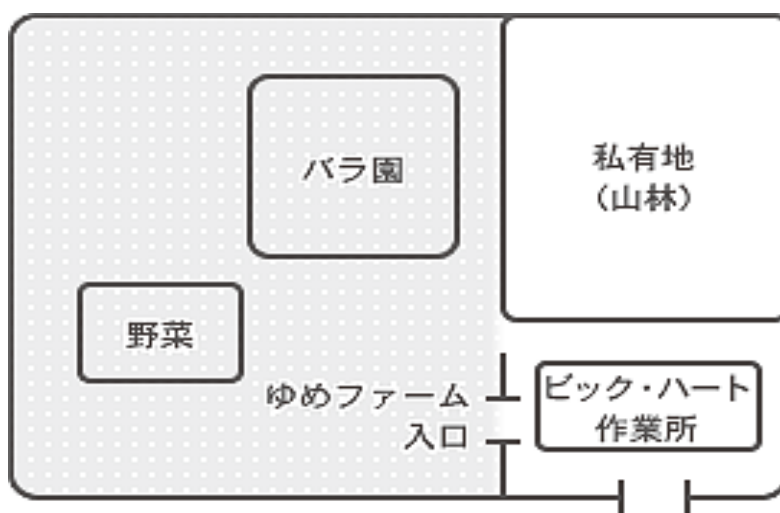 バラ園
私有地
（山林）
野菜
ゆめファーム
入口
ビック・ハート
作業所